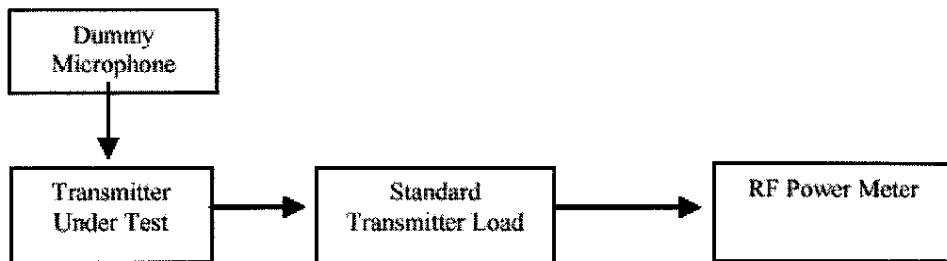 Dummy
Microphone
Transmitter
Under Test
Standard
Transmitter Load
RF Power Meter